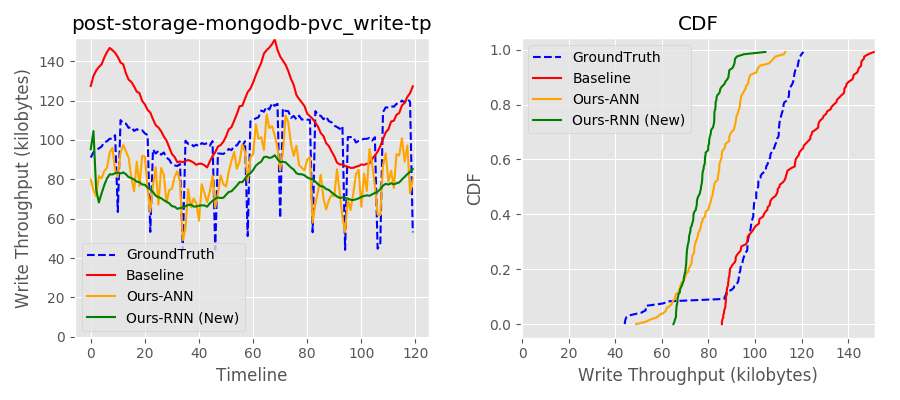 post-storage-mongodb-pvc_write-tp
Write Throughput (kilobytes)
140
120
100
80
60
40
20
0
GroundTruth
Baseline
Ours-ANN
Ours-RNN (New)
0 20 40 60 80 100 120
Timeline
CDF
CDF
1.0
0.8
0.6
0.4
0.2
0.0
GroundTruth
Baseline
Ours-ANN
Ours-RNN (New)
0 20 40 60 80 100 120 140
Write Throughput (kilobytes)